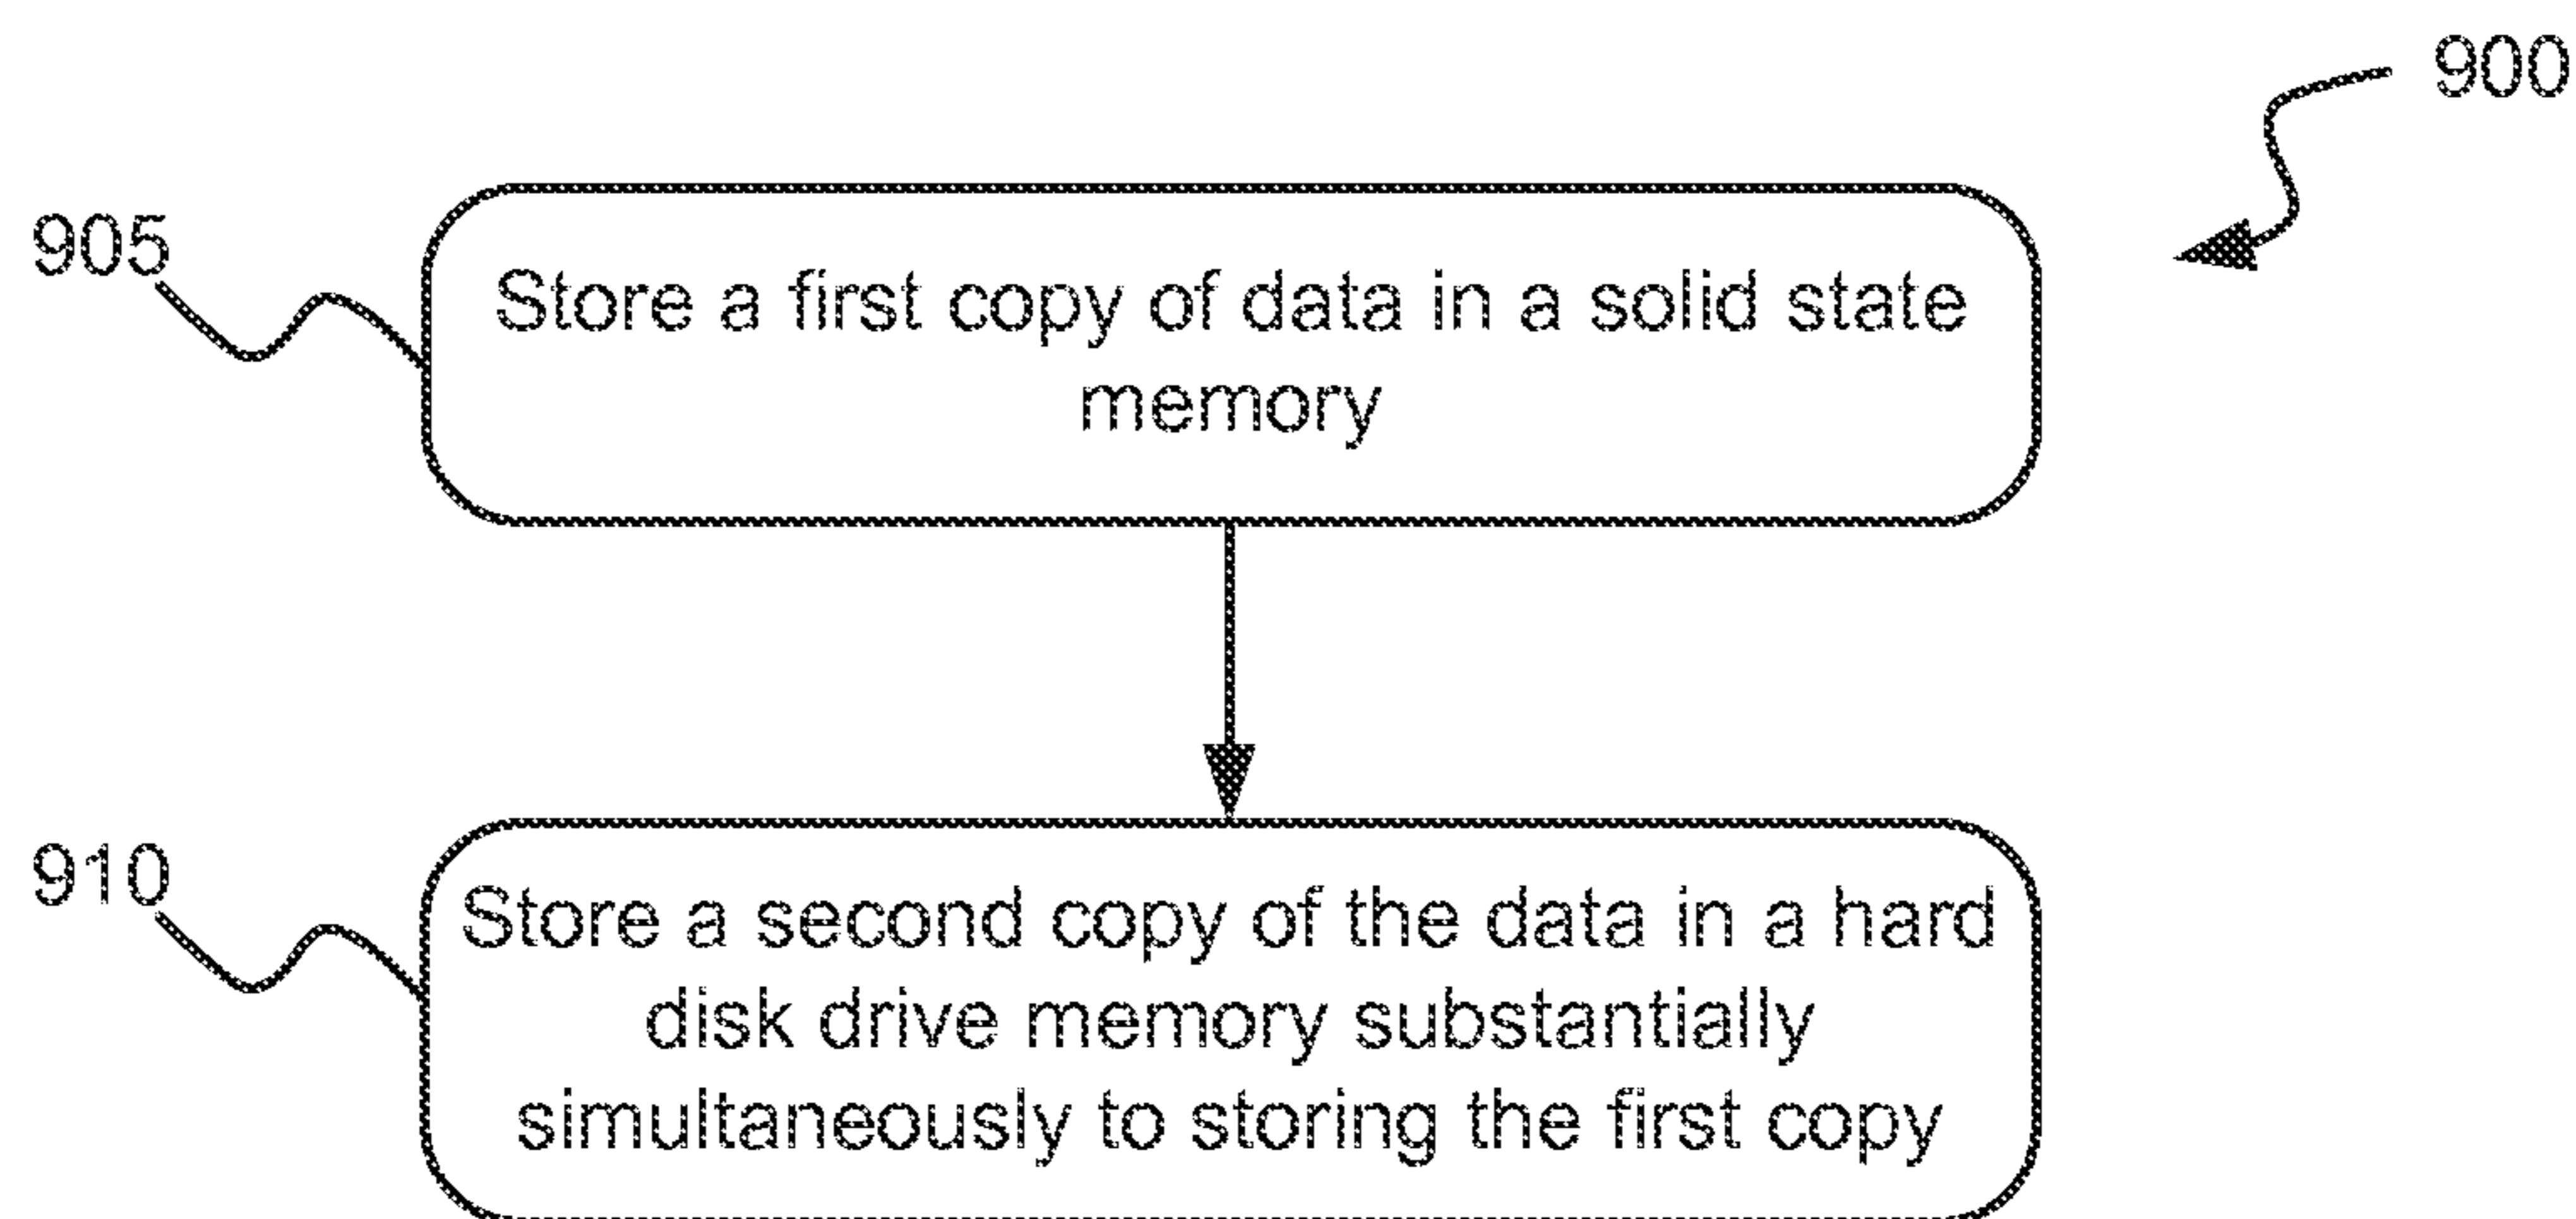 900
905
Store a first copy of data in a solid state
memory
910
Store a second copy of the data in a hard
disk drive memory substantially
simultaneously to storing the first copy